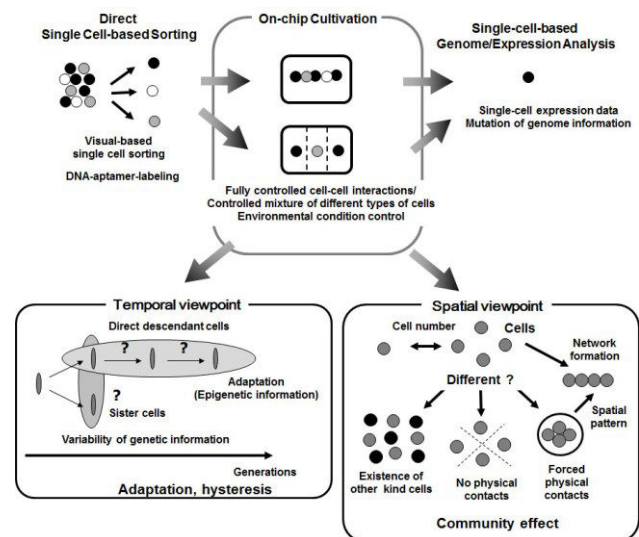 Direct
Single Cell-based Sorting
On-chip Cultivation
Single-cell-based
Genome/Expression Analysis
Visual-based
single cell sorting
DNA-aptamer-labeling
Single-cell expression data
Mutation of genome information
Fully controlled cell-cell interactions/
Controlled mixture of different types of cells
Environmental condition control
Temporal viewpoint
Direct descendant cells
?
?
?
Adaptation
(Epigenetic information)
Sister cells
Variability of genetic information
Generations
Adaptation, hysteresis
Spatial viewpoint
Cell number
Cells
Network
formation
Different ?
Spatial
pattern
Existence of
other kind cells
No physical
contacts
Forced
physical
contacts
Community effect